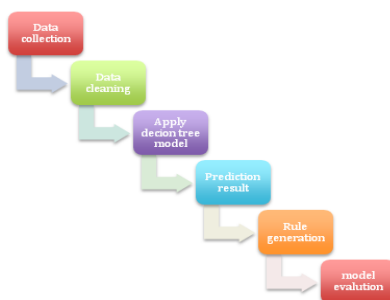 Data
collection
Data
cleaning
Apply
decion tree
model
Prediction
result
Rule
generation
model
evalution